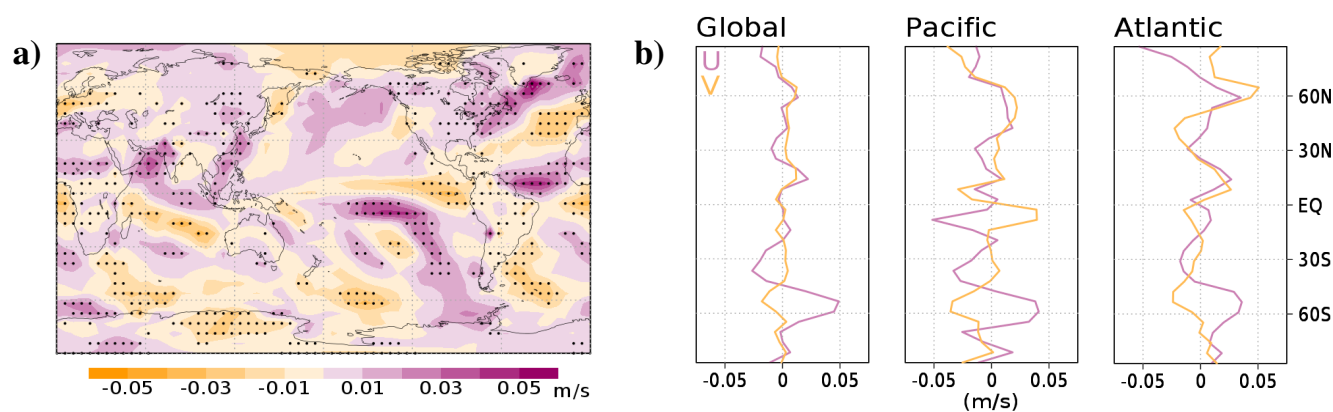 a)
-0.05 -0.03 -0.01 0.01 0.03 0.05 m/s
b)
Global Pacific Atlantic
U
V
60N
30N
EQ
30S
60S
-0.05 0 0.05 -0.05 0 0.05 -0.05 0 0.05
(m/s)